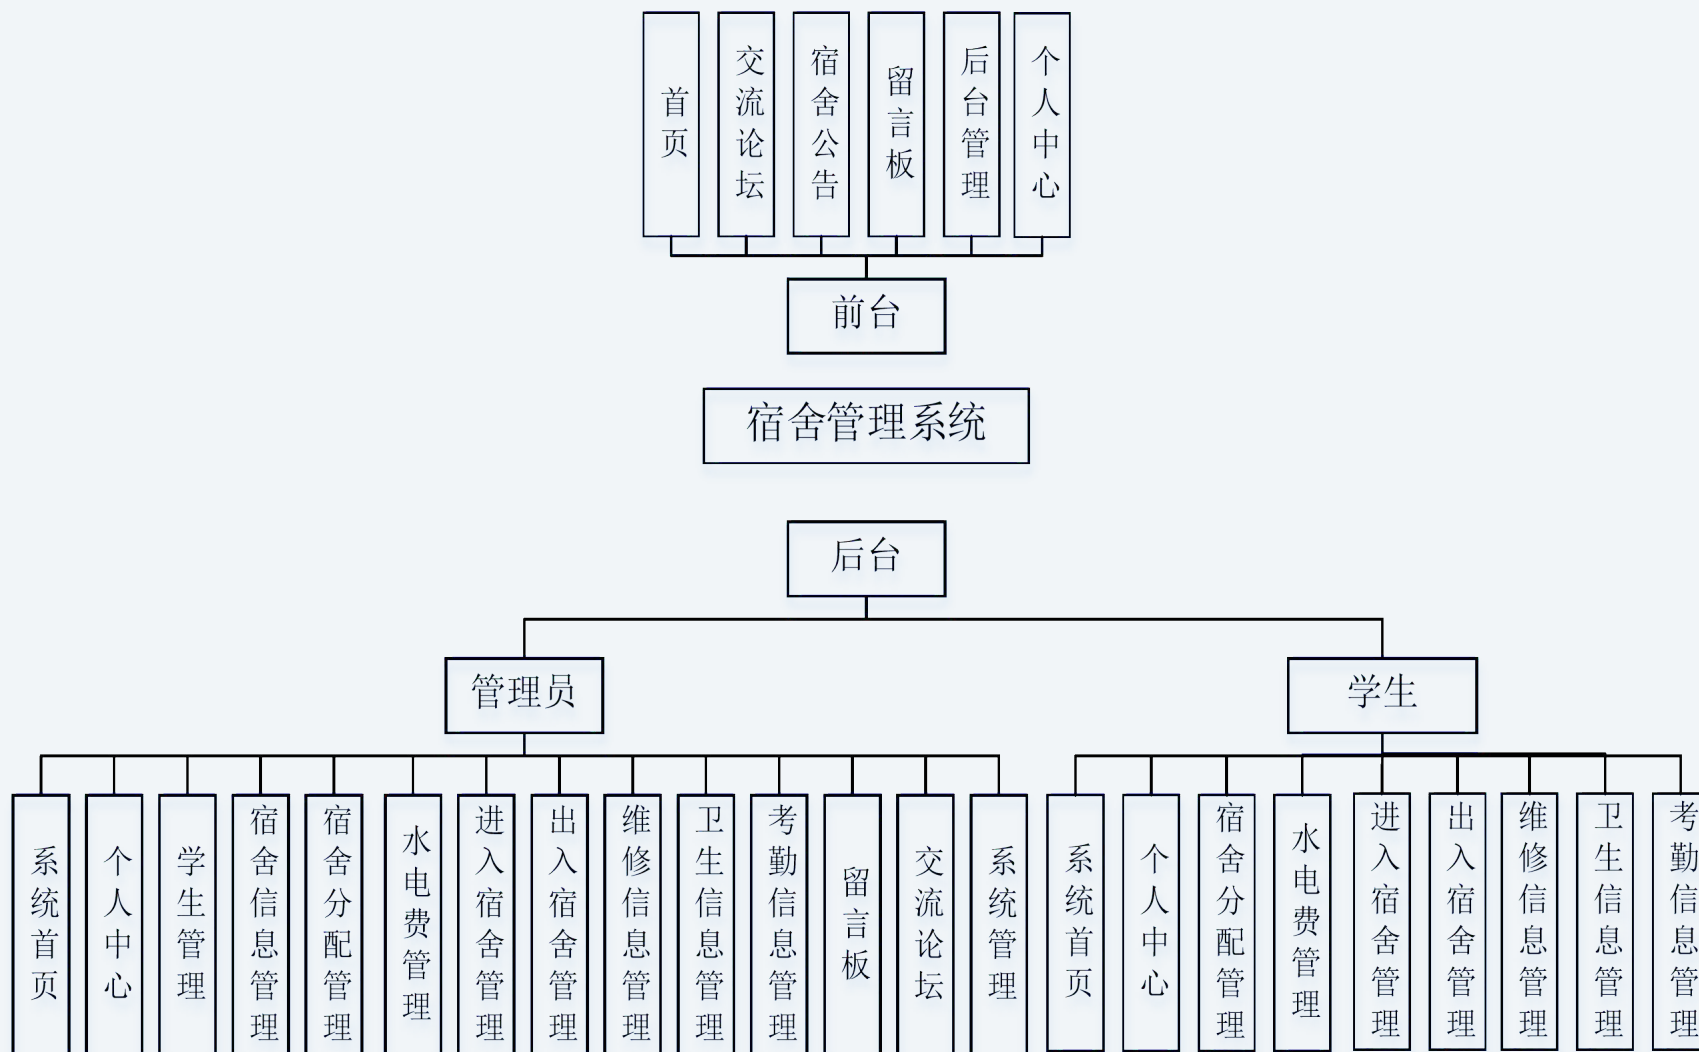 首页
交流论坛
宿舍公告
留言板
后台管理
个人中心
前台
宿舍管理系统
后台
管理员
学生
系统首页
个人中心
学生管理
宿舍信息管理
宿舍分配管理
水电费管理
进入宿舍管理
出入宿舍管理
维修信息管理
卫生信息管理
考勤信息管理
留言板
交流论坛
系统管理
系统首页
个人中心
宿舍分配管理
水电费管理
进入宿舍管理
出入宿舍管理
维修信息管理
卫生信息管理
考勤信息管理